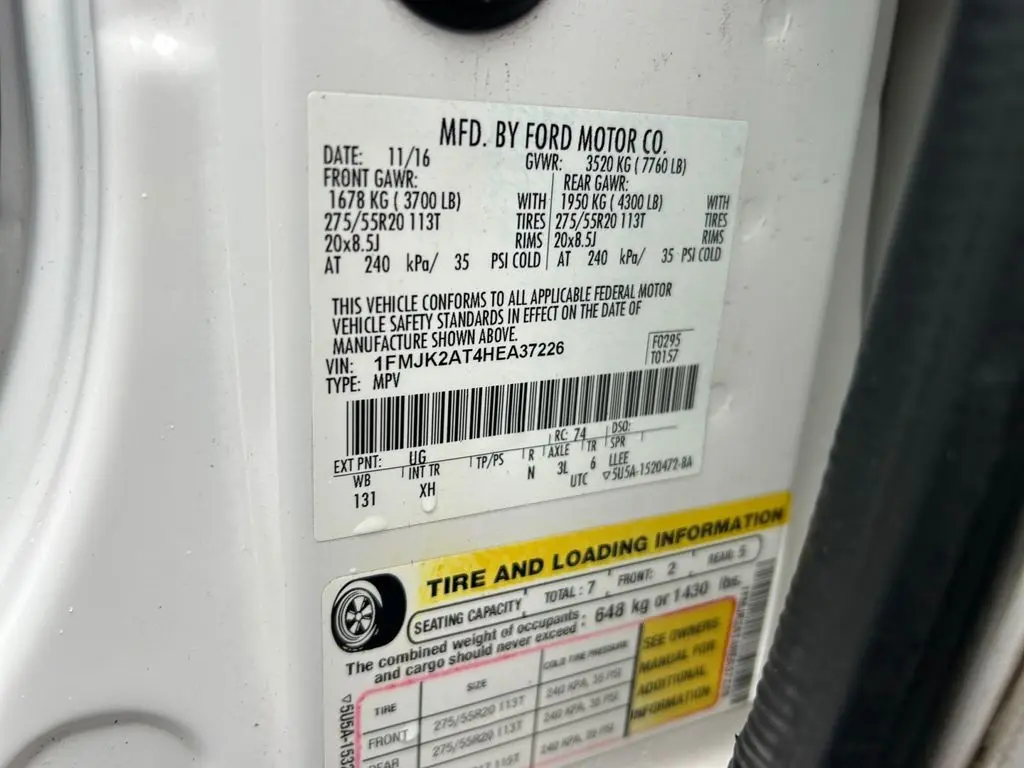 MFD. BY FORD MOTOR CO.
DATE: 11/16 GVWR: 3520 KG ( 7760 LB)
FRONT GAWR: REAR GAWR:
1678 KG ( 3700 LB) WITH 1950 KG ( 4300 LB) WITH
275/55R20 113T TIRES 275/55R20 113T TIRES
20x8.5J RIMS 20x8.5J RIMS
AT 240 kPa/ 35 PSI COLD AT 240 kPa/ 35 PSI COLD
THIS VEHICLE CONFORMS TO ALL APPLICABLE FEDERAL MOTOR
VEHICLE SAFETY STANDARDS IN EFFECT ON THE DATE OF
MANUFACTURE SHOWN ABOVE.
VIN: 1FMJK2AT4HEA37226 F0295
TYPE: MPV T0157
EXT PNT: UG RC: 74 DSO:
WB INT TR TP/PS R AXLE TR SPR
131 XH N 3L 6 LLEE
UTC ▽5U5A-1520472-BA
TIRE AND LOADING INFORMATION
SEATING CAPACITY TOTAL : 7 FRONT: 2 REAR: 5
The combined weight of occupants and cargo should never exceed : 648 kg or 1430 lbs.
TIRE SIZE COLD TIRE PRESSURE
FRONT 275/55R20 113T 240 KPA, 35 PSI
REAR 275/55R20 113T 240 KPA, 35 PSI
SEE OWNERS
MANUAL FOR
ADDITIONAL
INFORMATION